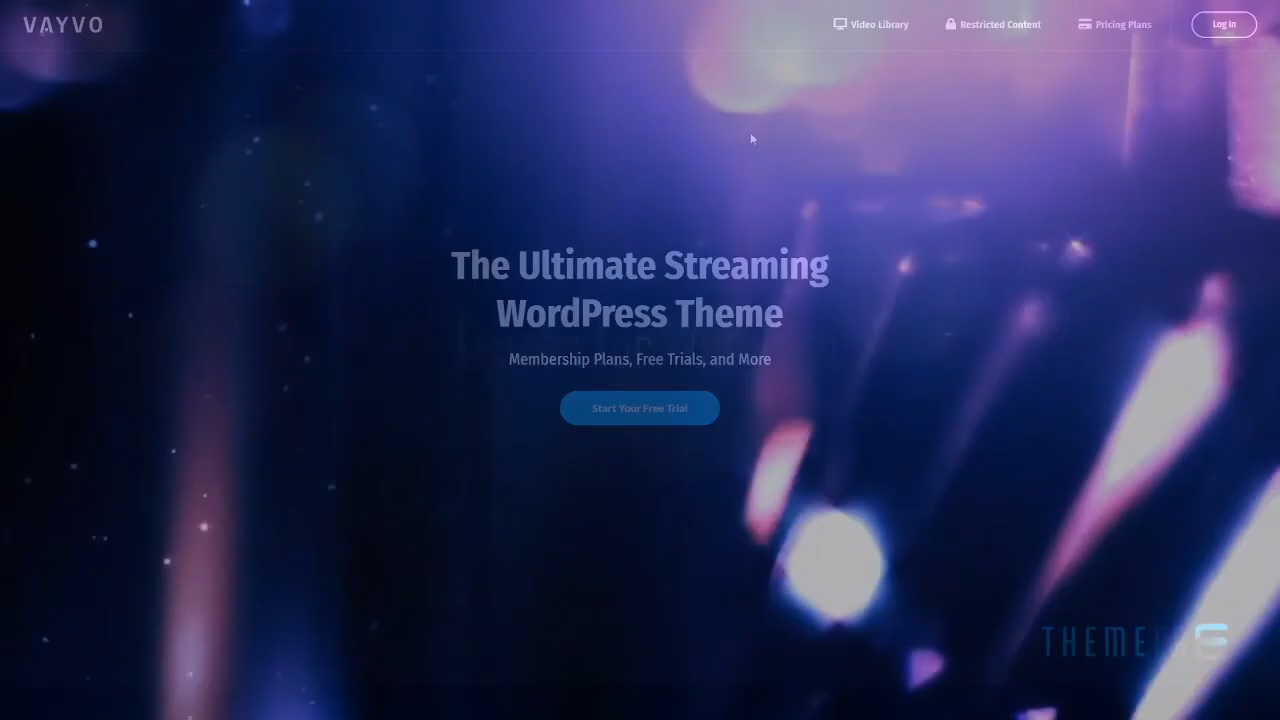 VAYVO
Video Library
Restricted Content
Pricing Plans
Log In
The Ultimate Streaming
WordPress Theme
Membership Plans, Free Trials, and More
Start Your Free Trial